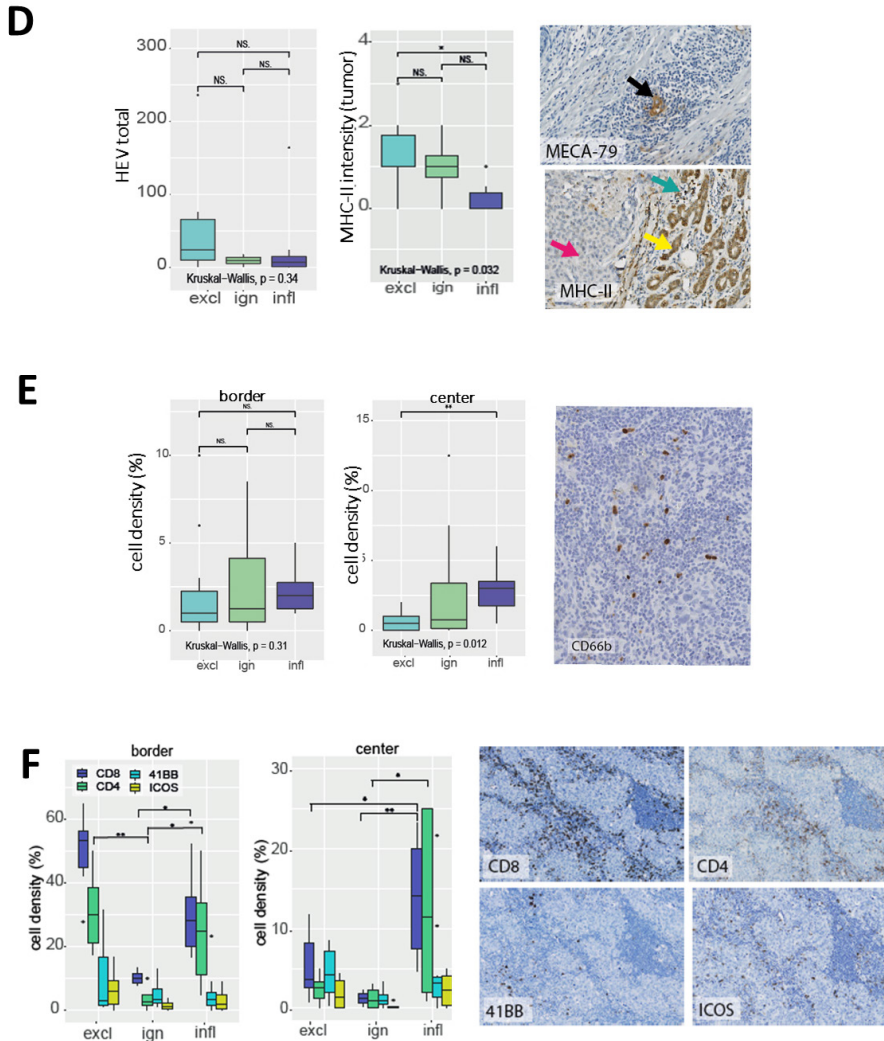 D
300
200
100
0
HEV total
NS.
NS.
NS.
Kruskal-Wallis, p = 0.34
excl ign infl
4
2
0
MHC-II intensity (tumor)
*
NS.
NS.
Kruskal-Wallis, p = 0.032
excl ign infl
MECA-79
MHC-II
E
border
10
5
0
cell density (%)
NS.
NS.
NS.
Kruskal-Wallis, p = 0.31
excl ign infl
center
15
0
5
0
cell density (%)
**
Kruskal-Wallis, p = 0.012
excl ign infl
CD66b
F
border
CD8 41BB
CD4 ICOS
60
40
20
0
cell density (%)
*
**
*
excl ign infl
center
30
20
10
0
cell density (%)
*
*
**
excl ign infl
CD8
CD4
41BB
ICOS